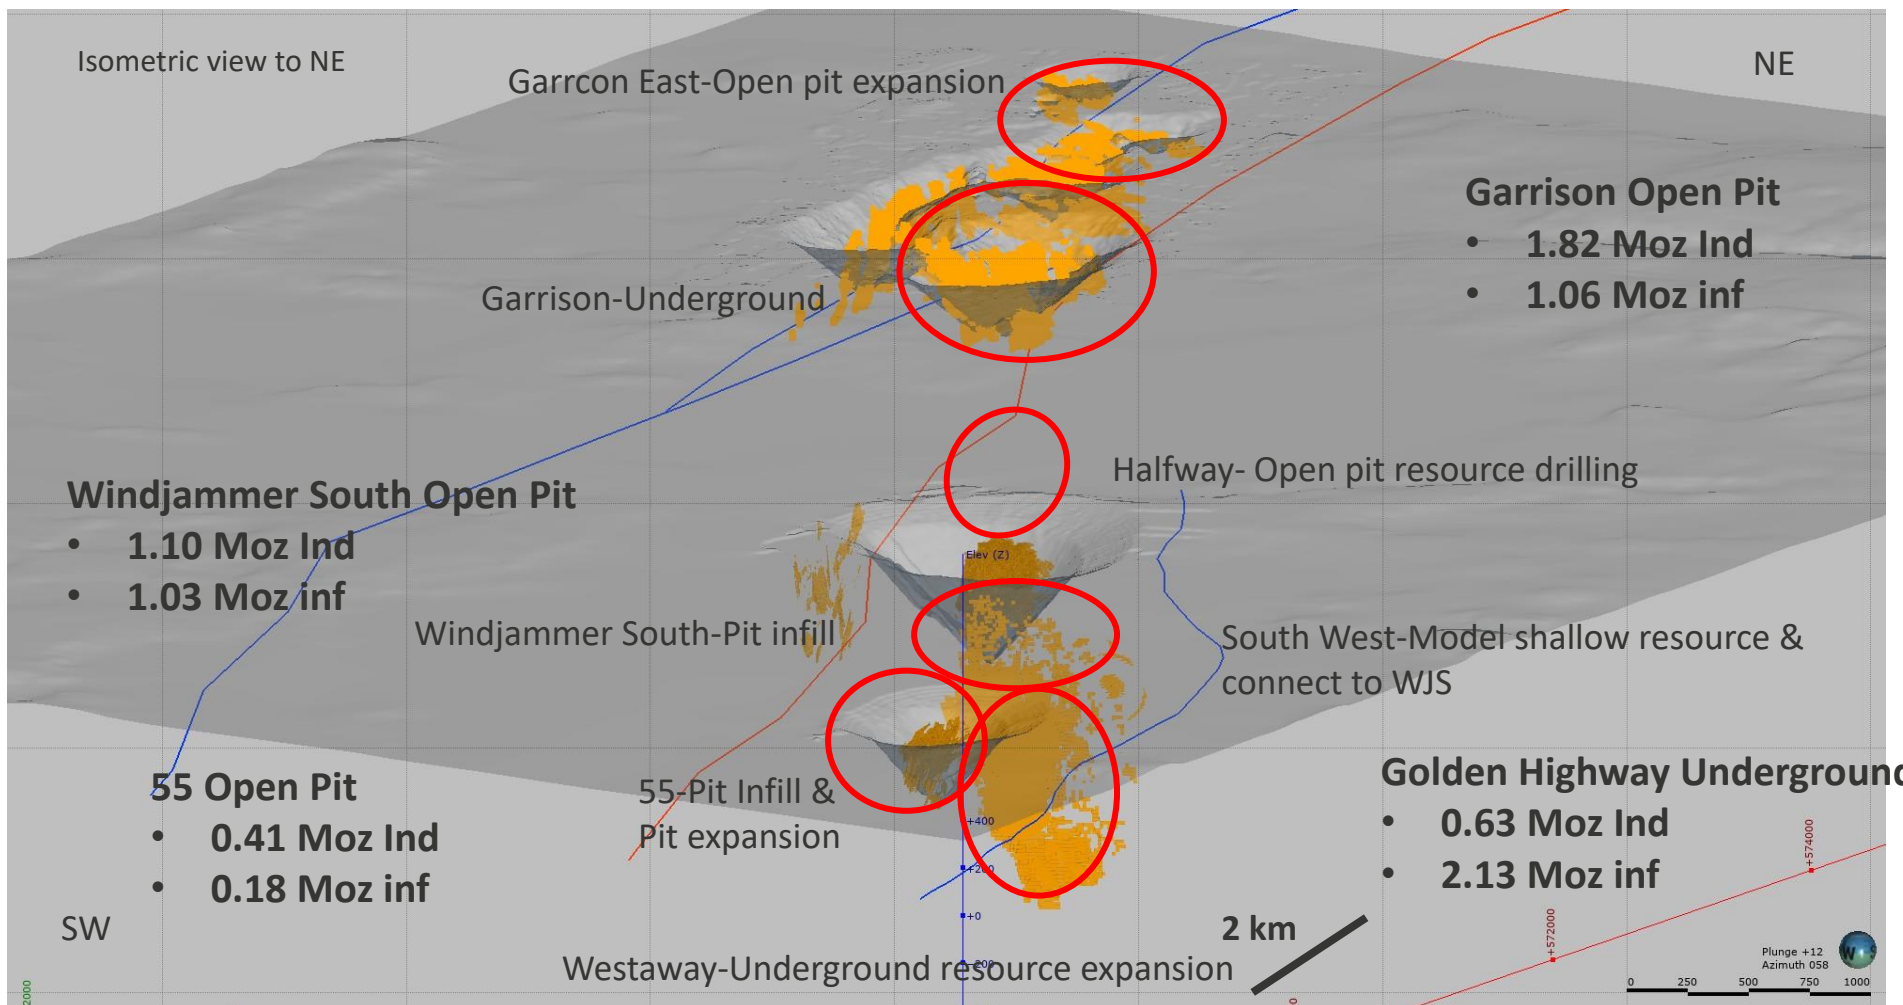 Isometric view to NE
NE
Garrcon East-Open pit expansion
Garrison Open Pit
• 1.82 Moz Ind
• 1.06 Moz inf
Garrison-Underground
Halfway- Open pit resource drilling
Windjammer South Open Pit
• 1.10 Moz Ind
• 1.03 Moz inf
Elev (Z)
Windjammer South-Pit infill
South West-Model shallow resource &
connect to WJS
55 Open Pit
• 0.41 Moz Ind
• 0.18 Moz inf
55-Pit Infill &
Pit expansion
Golden Highway Underground
• 0.63 Moz Ind
• 2.13 Moz inf
+400
+200
+0
-200
+574000
+572000
SW
2 km
Westaway-Underground resource expansion
Plunge +12
Azimuth 058
W S
0 250 500 750 1000
2000
0